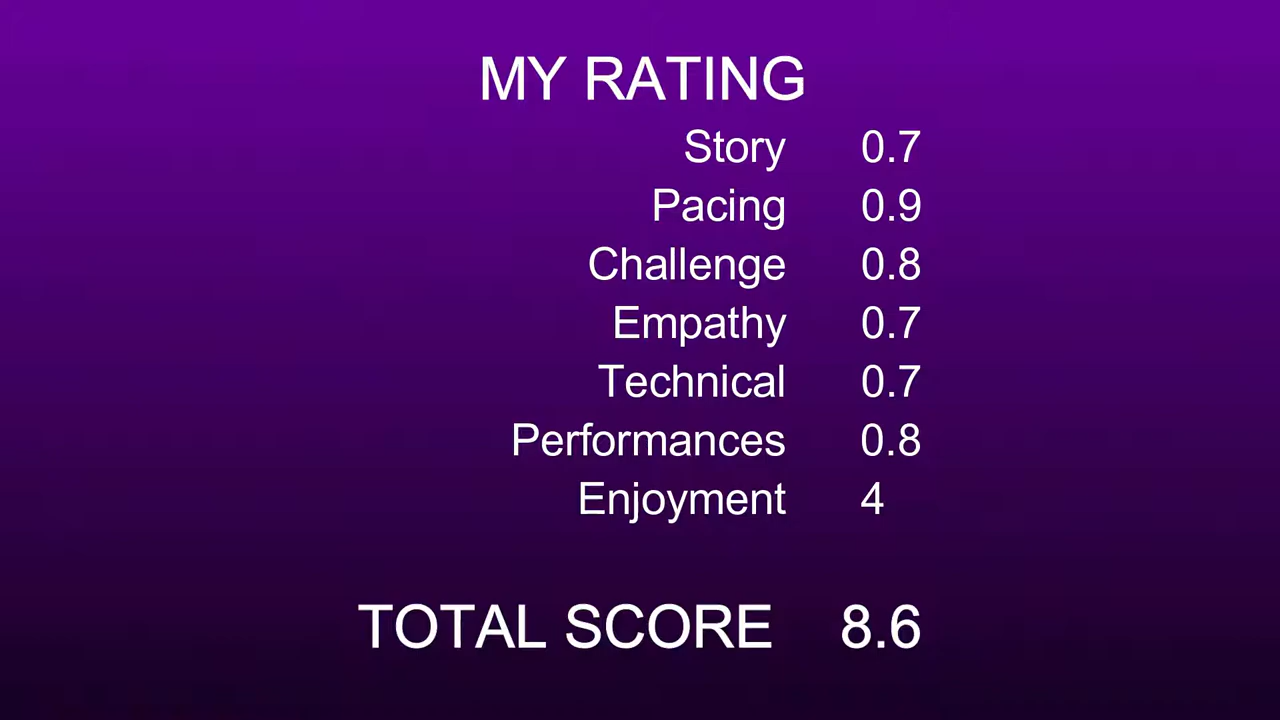 MY RATING
Story 0.7
Pacing 0.9
Challenge 0.8
Empathy 0.7
Technical 0.7
Performances 0.8
Enjoyment 4
TOTAL SCORE 8.6